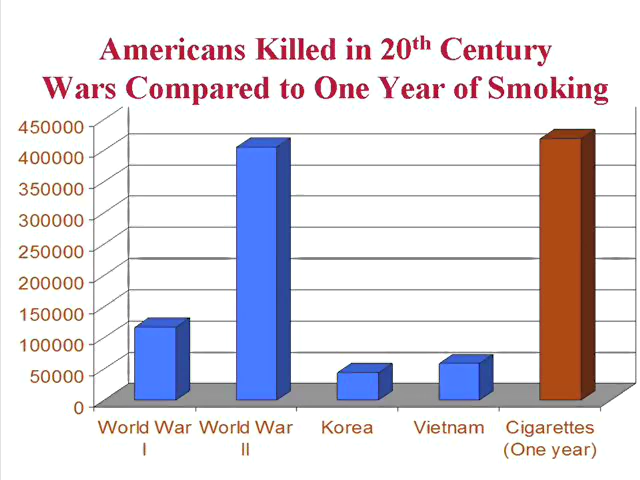 Americans Killed in 20th Century
Wars Compared to One Year of Smoking
450000
400000
350000
300000
250000
200000
150000
100000
50000
0
World War I
World War II
Korea
Vietnam
Cigarettes
(One year)